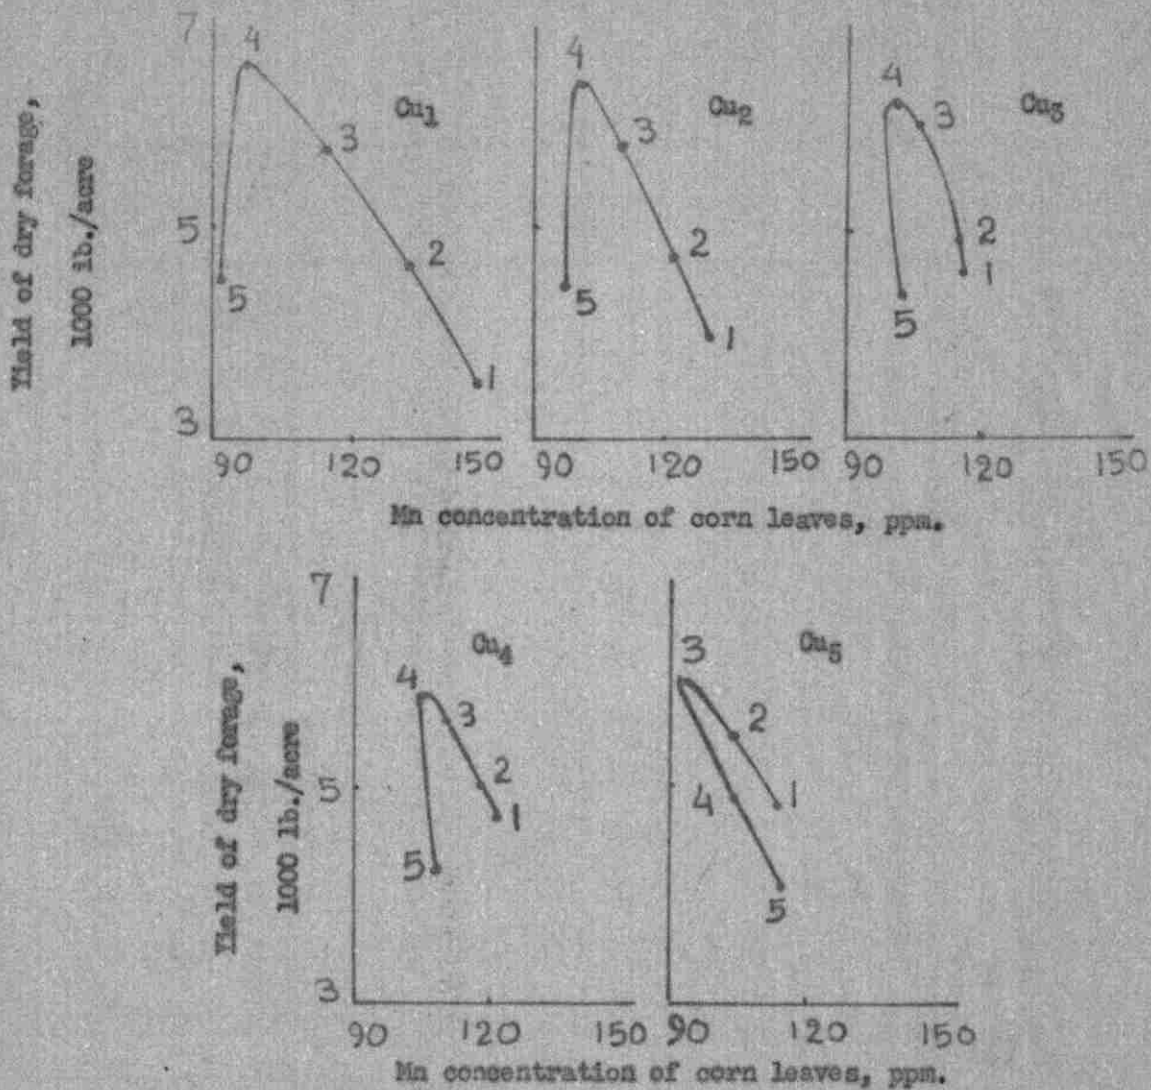 7
4
Cu1
3
5
2
5
1
3
90 120 150
4
Cu2
3
2
5
1
90 120 150
4
Cu3
3
2
1
5
90 120 150
Yield of dry forage,
1000 lb./acre
Mn concentration of corn leaves, ppm.
7
Cu4
4
3
2
5
1
5
3
90 120 150
3
Cu5
2
4
1
5
90 120 150
Yield of dry forage,
1000 lb./acre
Mn concentration of corn leaves, ppm.